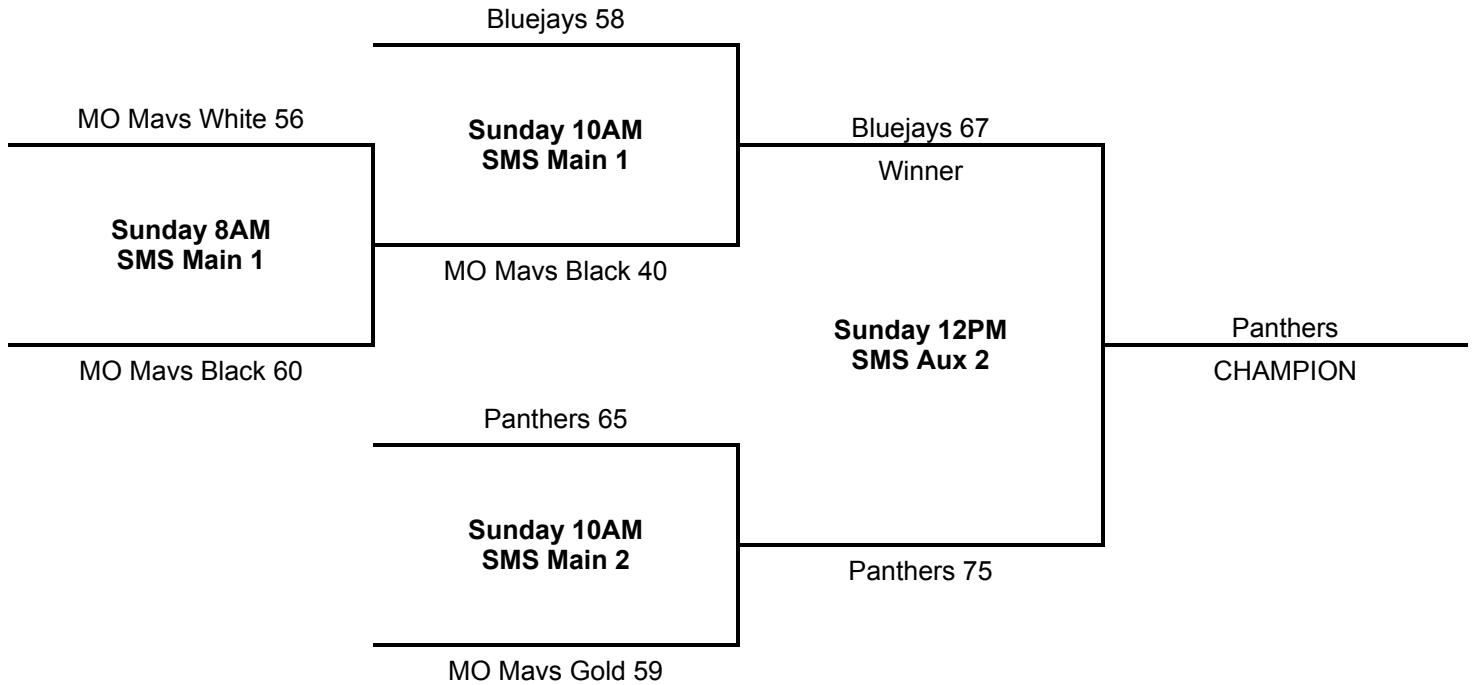 Bluejays 58
MO Mavs White 56
Sunday 10AM
SMS Main 1
Bluejays 67
Winner
Sunday 8AM
SMS Main 1
MO Mavs Black 40
Sunday 12PM
SMS Aux 2
Panthers
CHAMPION
MO Mavs Black 60
Panthers 65
Sunday 10AM
SMS Main 2
Panthers 75
MO Mavs Gold 59